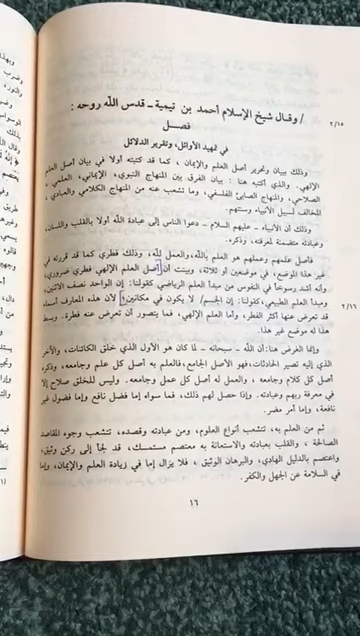 ٢/١٥
/ وقال شيخ الإسلام أحمد بن تيمية - قدس الله روحه :
فصـــل
في تمهيد الأوائل، وتقرير الدلائل
وذلك ببيان وتحرير أصل العلم والإيمان ، كما قد كتبته أولا في بيان أصل العلم
الإلهي. والذي أكتبه هنا : بيان الفرق بين المنهاج النبوي، الإيماني، العلمي ،
الصلاحي، والمنهاج الصابئ الفلسفي، وما تشعب عنه من المنهاج الكلامي والعبادي ،
المخالف لسبيل الأنبياء وسنتهم.
وذلك أن الأنبياء - عليهم السلام - دعوا الناس إلى عبادة الله أولا بالقلب واللسان،
وعبادته متضمنة لمعرفته، وذكره.
فأصل علمهم وعملهم هو العلم بالله، والعمل لله، وذلك فطري كما قد قررته في
غير هذا الموضع، في موضعين أو ثلاثة، وبينت أن أصل العلم الإلهي فطري ضروري،
وأنه أشد رسوخاً في النفوس من مبدأ العلم الرياضي كقولنا: إن الواحد نصف الاثنين،
ومبدأ العلم الطبيعي، كقولنا: إن الجسم/ لا يكون في مكانين؛ لأن هذه المعارف أسماء
٢/١٦
قد تعرض عنها أكثر الفطر، وأما العلم الإلهي، فما يتصور أن تعرض عنه فطرة. وبسط
هذا له موضع غير هذا.
وإنما الغرض هنا: أن الله - سبحانه - لما كان هو الأول الذي خلق الكائنات، والآخر
الذي إليه تصير الحادثات، فهو الأصل الجامع، فالعلم به أصل كل علم وجامعه، وذكره
أصل كل كلام وجامعه ، والعمل له أصل كل عمل وجامعه. وليس للخلق صلاح إلا
في معرفة ربهم وعبادته. وإذا حصل لهم ذلك، فما سواه إما فضل نافع وإما فضول غير
نافعة، وإما أمر مضر.
ثم من العلم به، تتشعب أنواع العلوم، ومن عبادته وقصده، تتشعب وجوه المقاصد
الصالحة ، والقلب بعبادته والاستعانة به معتصم مستمسك، قد لجأ إلى ركن وثيق،
واعتصم بالدليل الهادي، والبرهان الوثيق ، فلا يزال إما في زيادة العلم والإيمان، وإما
في السلامة عن الجهل والكفر.
١٦